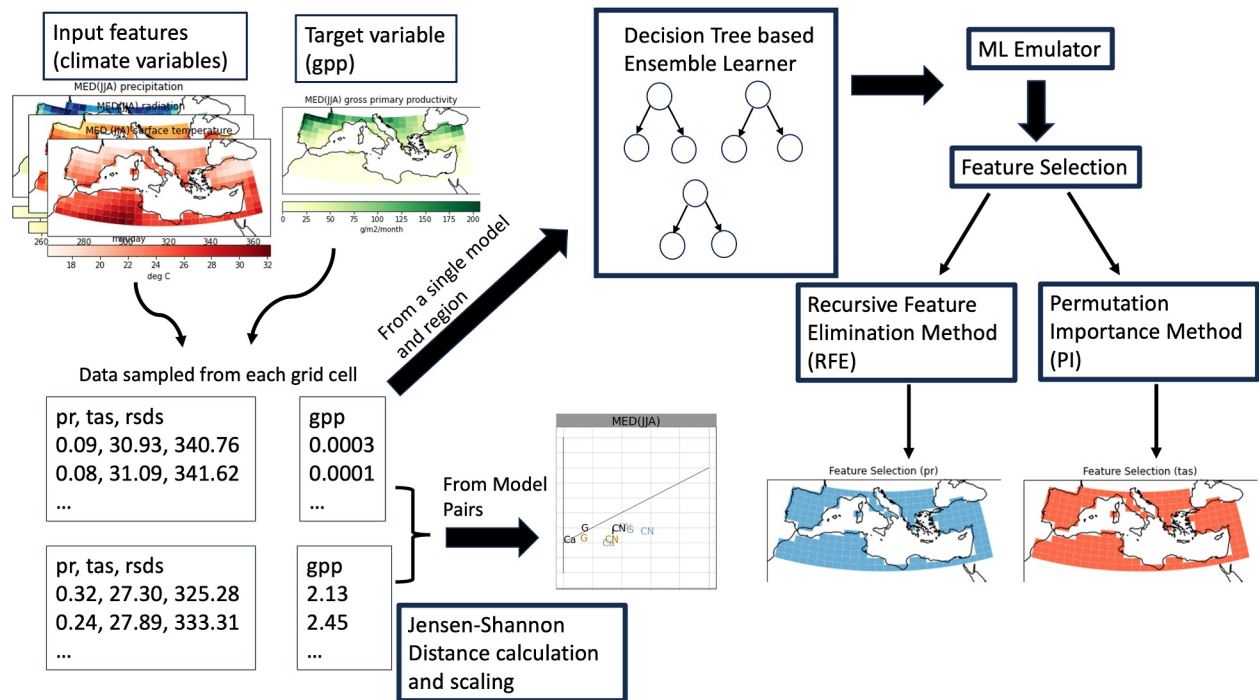 Input features
(climate variables)
Target variable
(gpp)
MED(JJA) precipitation
MED(JJA) radiation
MED (JJA) surface temperature
260 280 300 320 340 360
18 20 22 24 26 28 30 32
deg C
MED(JJA) gross primary productivity
0 25 50 75 100 125 150 175 200
g/m2/month
Data sampled from each grid cell
pr, tas, rsds
0.09, 30.93, 340.76
0.08, 31.09, 341.62
...
gpp
0.0003
0.0001
...
pr, tas, rsds
0.32, 27.30, 325.28
0.24, 27.89, 333.31
...
gpp
2.13
2.45
...
From a single model
and region
From Model
Pairs
MED(JJA)
G CN G CN
Ca G CN
Ca
Jensen-Shannon
Distance calculation
and scaling
Decision Tree based
Ensemble Learner
ML Emulator
Feature Selection
Recursive Feature
Elimination Method
(RFE)
Permutation
Importance Method
(PI)
Feature Selection (pr)
Feature Selection (tas)